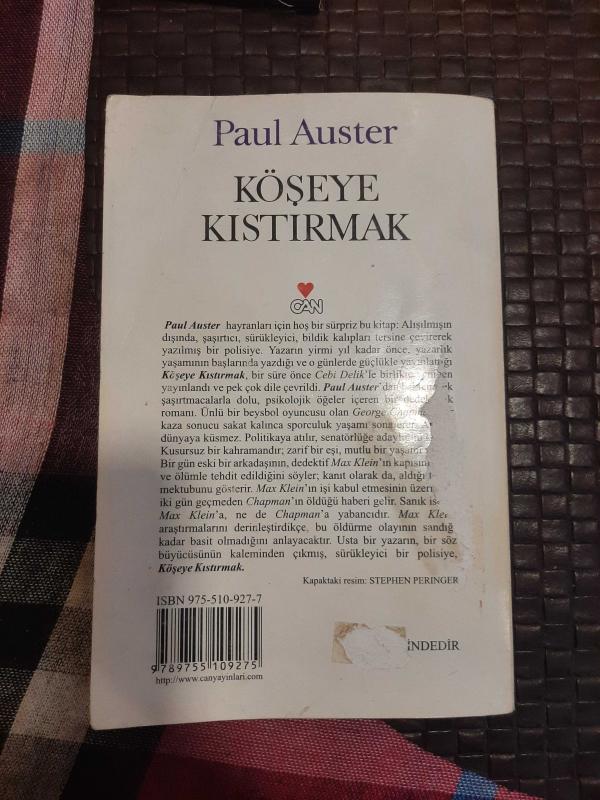 Paul Auster
KÖŞEYE
KISTIRMAK
CAN
Paul Auster hayranları için hoş bir sürpriz bu kitap: Alışılmışın
dışında, şaşırtıcı, sürükleyici, bildik kalıpları tersine çevirerek
yazılmış bir polisiye. Yazarın yirmi yıl kadar önce, yazarlık
yaşamının başlarında yazdığı ve o günlerde güçlükle yayınlattığı
Köşeye Kıstırmak, bir süre önce Cebi Delik'le birlikte
yayınlandı ve pek çok dile çevrildi. Paul Auster'dan
şaşırtmacalarla dolu, psikolojik öğeler içeren bir
romanı. Ünlü bir beysbol oyuncusu olan George
kaza sonucu sakat kalınca sporculuk yaşamı
dünyaya küsmez. Politikaya atılır, senatörlüğe
Kusursuz bir kahramandır; zarif bir eşi, mutlu bir
Bir gün eski bir arkadaşının, dedektif Max Klein'ın
ve ölümle tehdit edildiğini söyler; kanıt olarak da, aldığı
mektubunu gösterir. Max Klein'ın işi kabul etmesinin
iki gün geçmeden Chapman'ın öldüğü haberi gelir. Sanık
Max Klein'a, ne de Chapman'a yabancıdır. Max
araştırmalarını derinleştirdikçe, bu öldürme olayının
kadar basit olmadığını anlayacaktır. Usta bir yazarın, bir söz
büyücüsünün kaleminden çıkmış, sürükleyici bir polisiye,
Köşeye Kıstırmak.
Kapaktaki resim: STEPHEN PERINGER
ISBN 975-510-927-7
9789755109275
http://www.canyayinlari.com
İNDEDİR